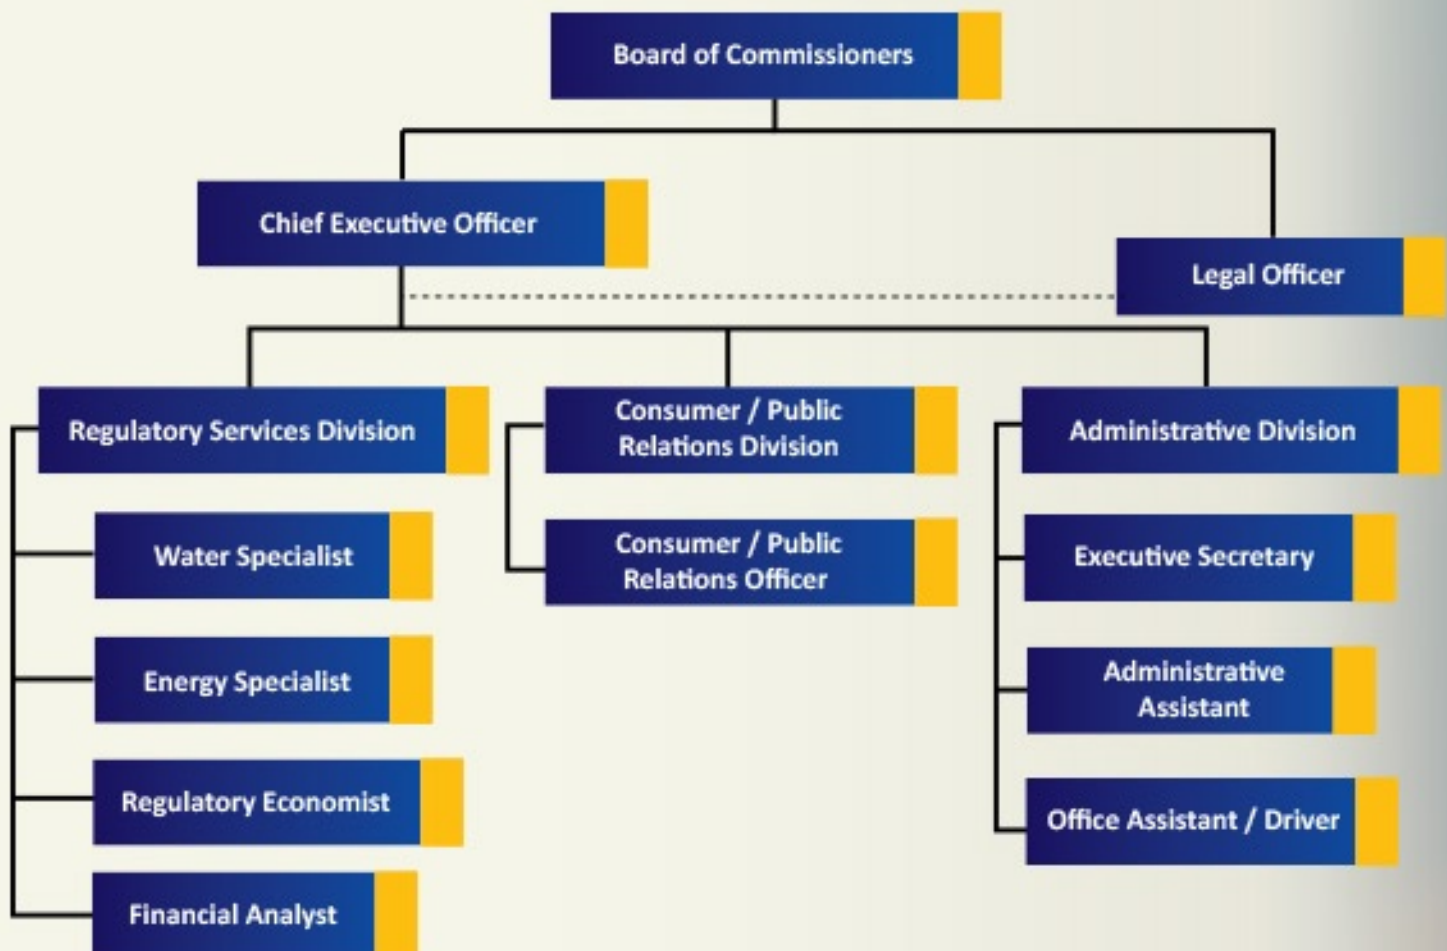 Board of Commissioners
Chief Executive Officer
Legal Officer
Regulatory Services Division
Consumer / Public
Relations Division
Administrative Division
Water Specialist
Consumer / Public
Relations Officer
Executive Secretary
Energy Specialist
Administrative
Assistant
Regulatory Economist
Office Assistant / Driver
Financial Analyst